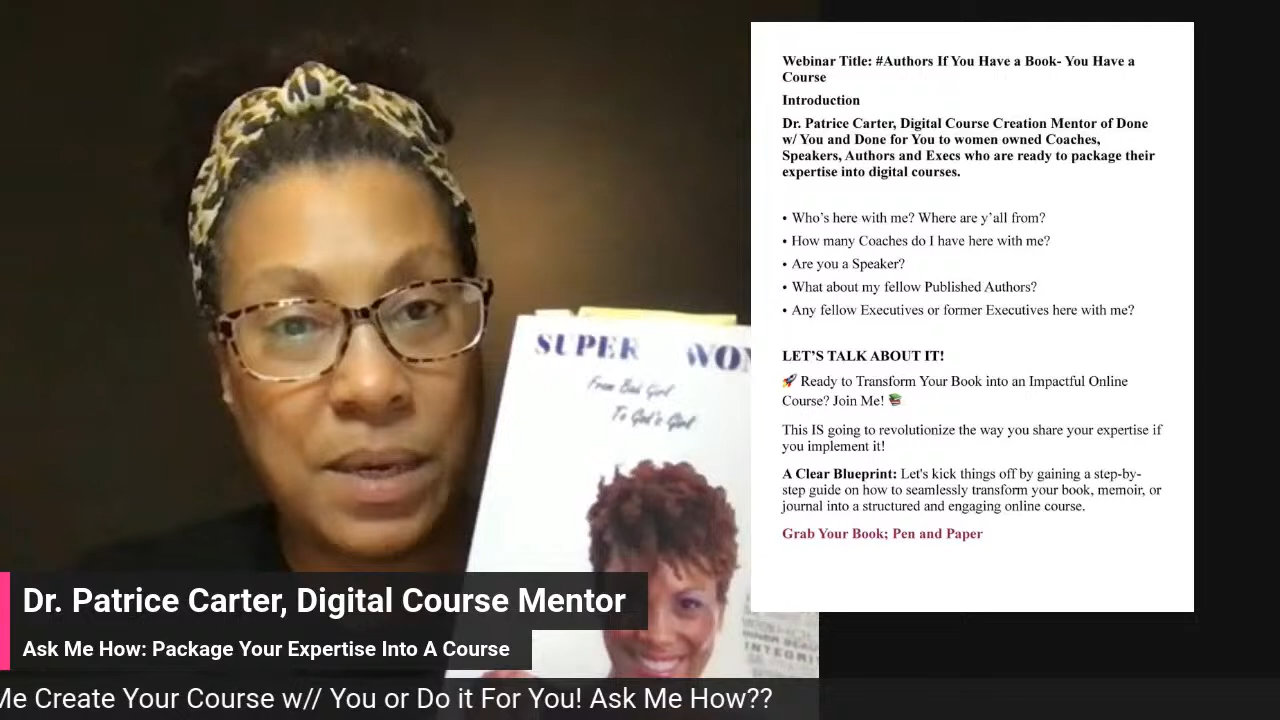 Webinar Title: #Authors If You Have a Book- You Have a
Course
Introduction
Dr. Patrice Carter, Digital Course Creation Mentor of Done
w/ You and Done for You to women owned Coaches,
Speakers, Authors and Execs who are ready to package their
expertise into digital courses.
• Who's here with me? Where are y'all from?
• How many Coaches do I have here with me?
• Are you a Speaker?
• What about my fellow Published Authors?
• Any fellow Executives or former Executives here with me?
LET'S TALK ABOUT IT!
🚀 Ready to Transform Your Book into an Impactful Online
Course? Join Me! 📚
This IS going to revolutionize the way you share your expertise if
you implement it!
A Clear Blueprint: Let's kick things off by gaining a step-by-
step guide on how to seamlessly transform your book, memoir, or
journal into a structured and engaging online course.
Grab Your Book; Pen and Paper
SUPER WOM
From Bad Girl
To God's Girl
INTEGRI
Dr. Patrice Carter, Digital Course Mentor
Ask Me How: Package Your Expertise Into A Course
Me Create Your Course w// You or Do it For You! Ask Me How??